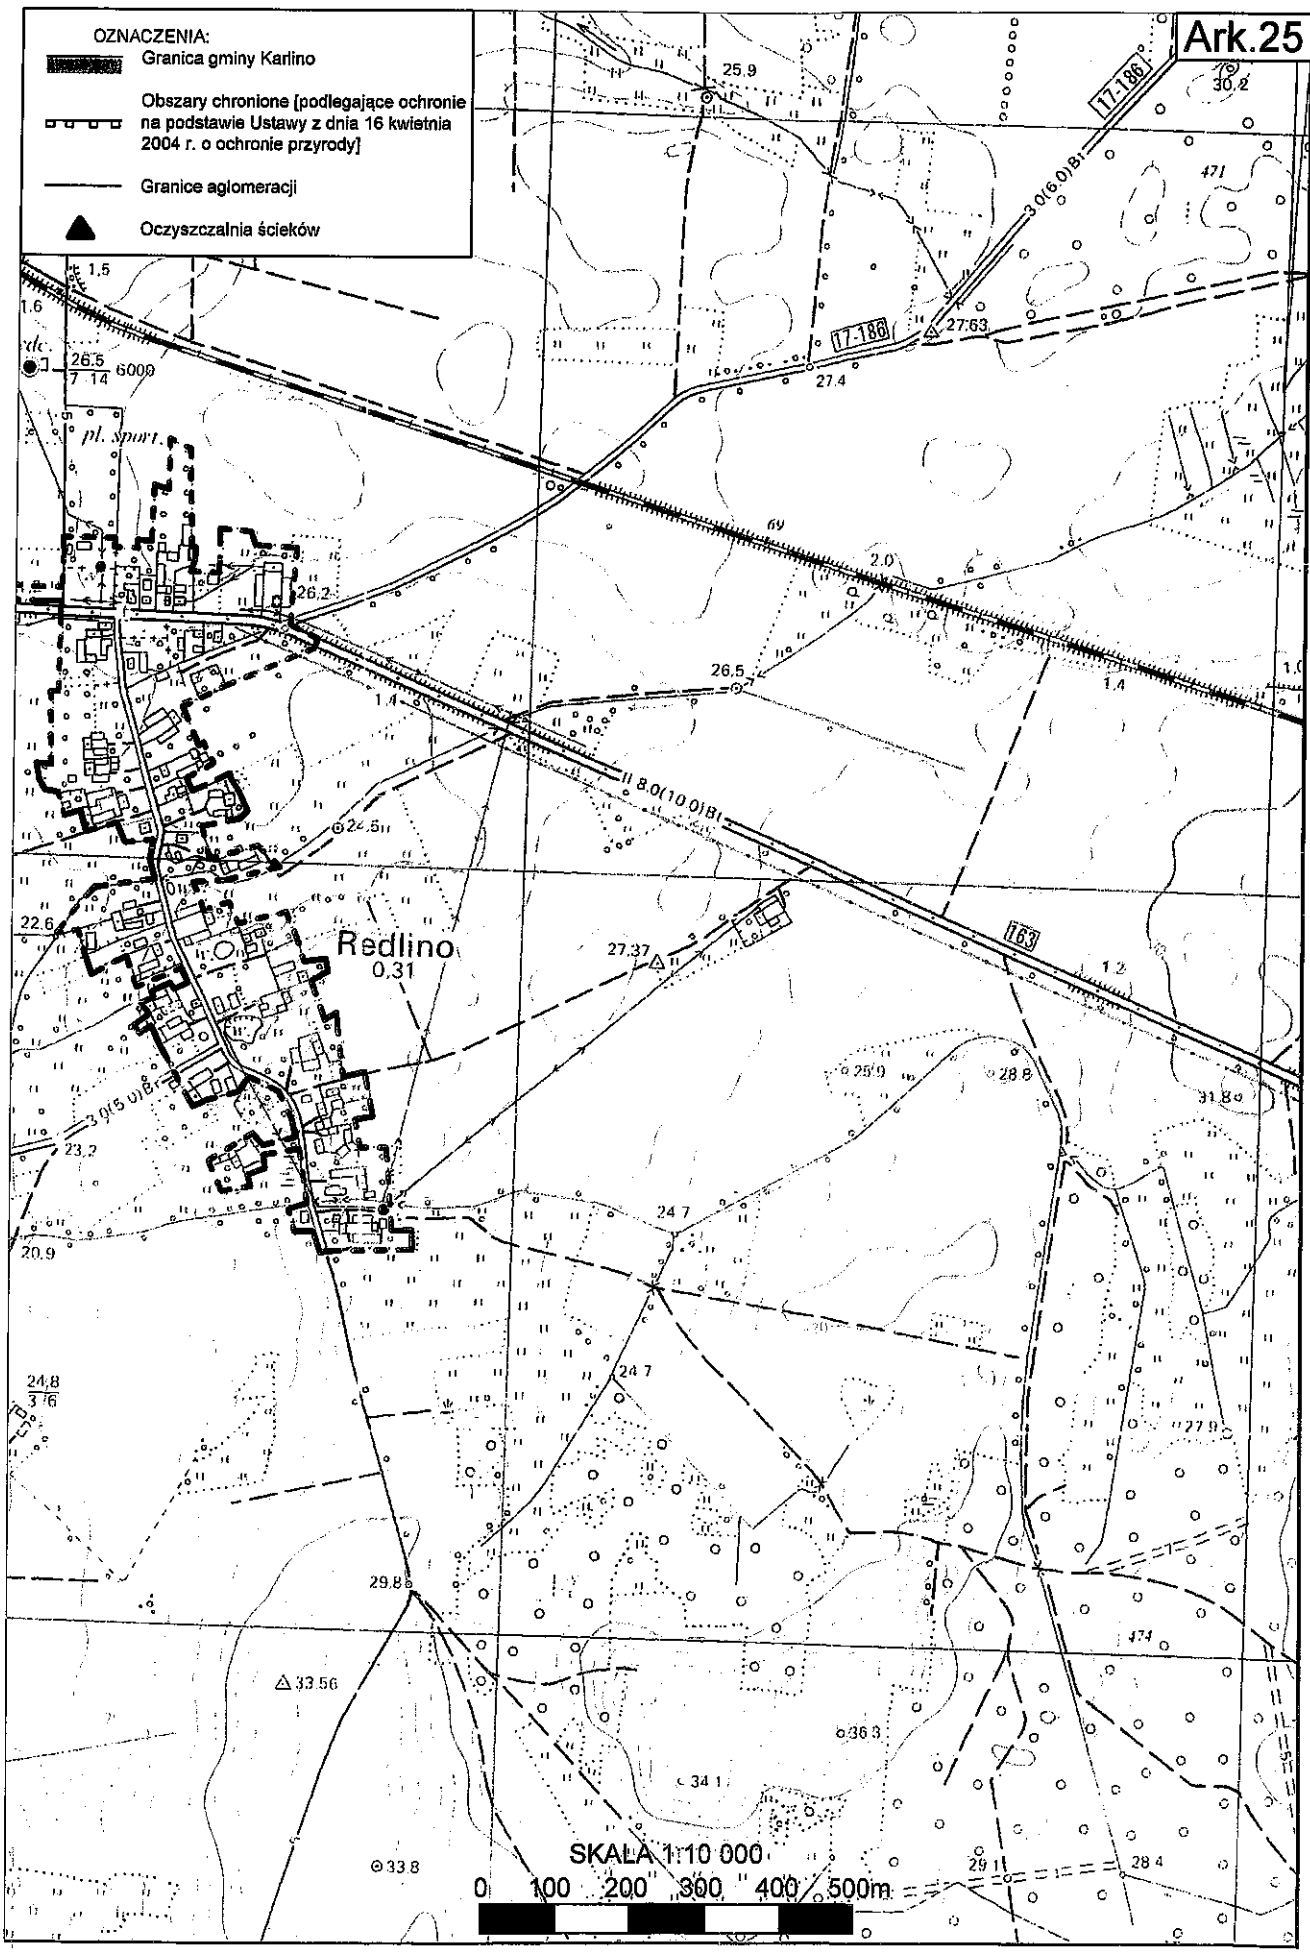 Ark.25
OZNACZENIA:
Granica gminy Karlino
Obszary chronione [podlegające ochronie
na podstawie Ustawy z dnia 16 kwietnia
2004 r. o ochronie przyrody]
Granice aglomeracji
Oczyszczalnia ścieków
25.9
17-186
30.2
471
3.0(6.0)Bt
1,5
1.6
27.63
17-186
27.4
26.5
7 14
6000
pl. sport.
69
2.0
26,2
26.5
1.4
1.4
1.0
8.0(10.0)Bt
24.5
22.6
Redlino
0,31
27.37
163
1.2
25.9
28.8
31.8
3.0(5.0)Br
23,2
24 7
20.9
24.7
24.8
27.9
29.8
474
33.56
36 3
34.1
33.8
29.1
28 4
SKALA 1:10 000
0 100 200 300 400 500m